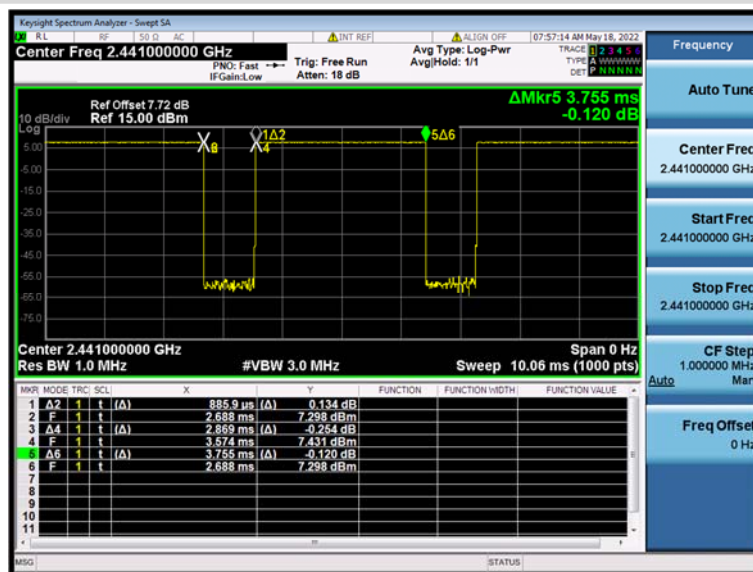 Keysight Spectrum Analyzer - Swept SA
RL RF 50 Ω AC INT REF ALIGN OFF 07:57:14 AM May 18, 2022
Center Freq 2.441000000 GHz
PNO: Fast
IFGain:Low
Trig: Free Run
Atten: 18 dB
Avg Type: Log-Pwr
Avg|Hold: 1/1
TRACE 1 2 3 4 5 6
TYPE A WWWWW
DET P N N N N N
Frequency
Auto Tune
Center Freq
2.441000000 GHz
Start Freq
2.441000000 GHz
Stop Freq
2.441000000 GHz
CF Step
1.000000 MHz
Auto Man
Freq Offset
0 Hz
Ref Offset 7.72 dB
10 dB/div Ref 15.00 dBm
Log
ΔMkr5 3.755 ms
-0.120 dB
5.00
-5.00
-15.0
-25.0
-35.0
-45.0
-55.0
-65.0
-75.0
1Δ2
4
5Δ6
Center 2.441000000 GHz Span 0 Hz
Res BW 1.0 MHz #VBW 3.0 MHz Sweep 10.06 ms (1000 pts)
MKR MODE TRC SCL X Y FUNCTION FUNCTION WIDTH FUNCTION VALUE
1 Δ2 1 t (Δ) 885.9 µs (Δ) 0.134 dB
2 F 1 t 2.688 ms 7.298 dBm
3 Δ4 1 t (Δ) 2.869 ms (Δ) -0.254 dB
4 F 1 t 3.574 ms 7.431 dBm
5 Δ6 1 t (Δ) 3.755 ms (Δ) -0.120 dB
6 F 1 t 2.688 ms 7.298 dBm
7
8
9
10
11
MSG STATUS